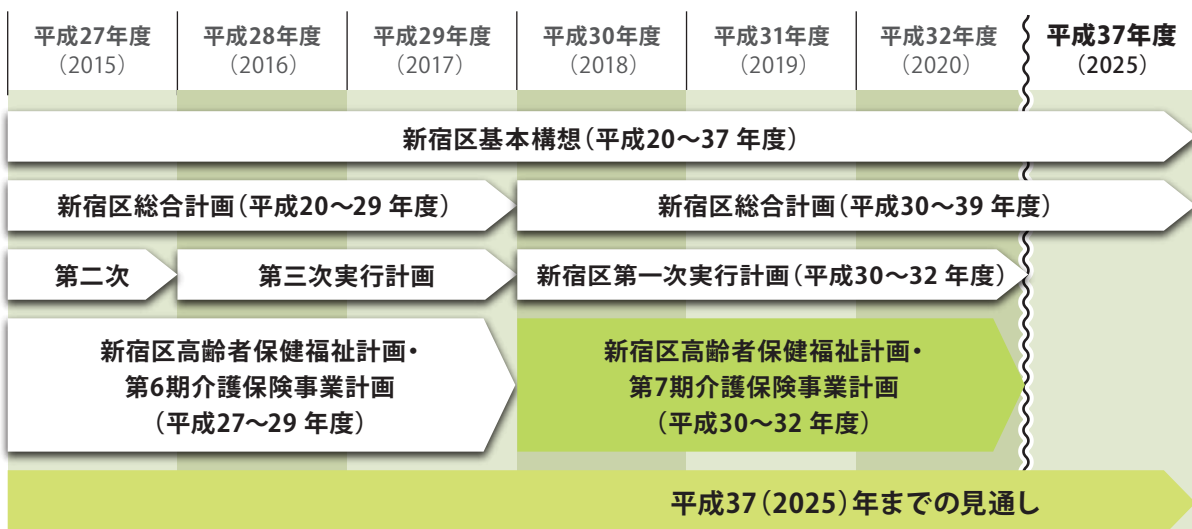 平成27年度 平成28年度 平成29年度 平成30年度 平成31年度 平成32年度 平成37年度
（2015） （2016） （2017） （2018） （2019） （2020） （2025）
新宿区基本構想（平成20～37 年度）
新宿区総合計画（平成20～29 年度） 新宿区総合計画（平成30～39 年度）
第二次 第三次実行計画 新宿区第一次実行計画（平成30～32 年度）
新宿区高齢者保健福祉計画・
第6期介護保険事業計画
（平成27～29 年度）
新宿区高齢者保健福祉計画・
第7期介護保険事業計画
（平成30～32 年度）
平成37（2025）年までの見通し